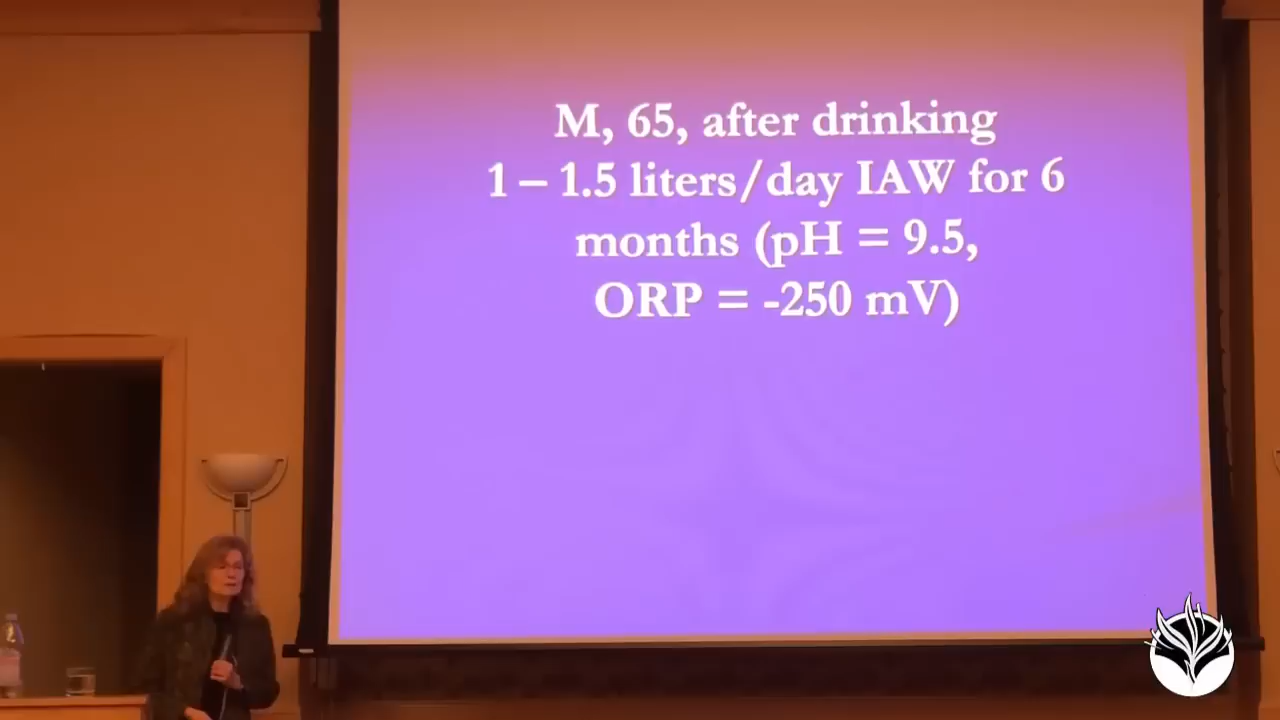 M, 65, after drinking
1 – 1.5 liters/day IAW for 6
months (pH = 9.5,
ORP = -250 mV)